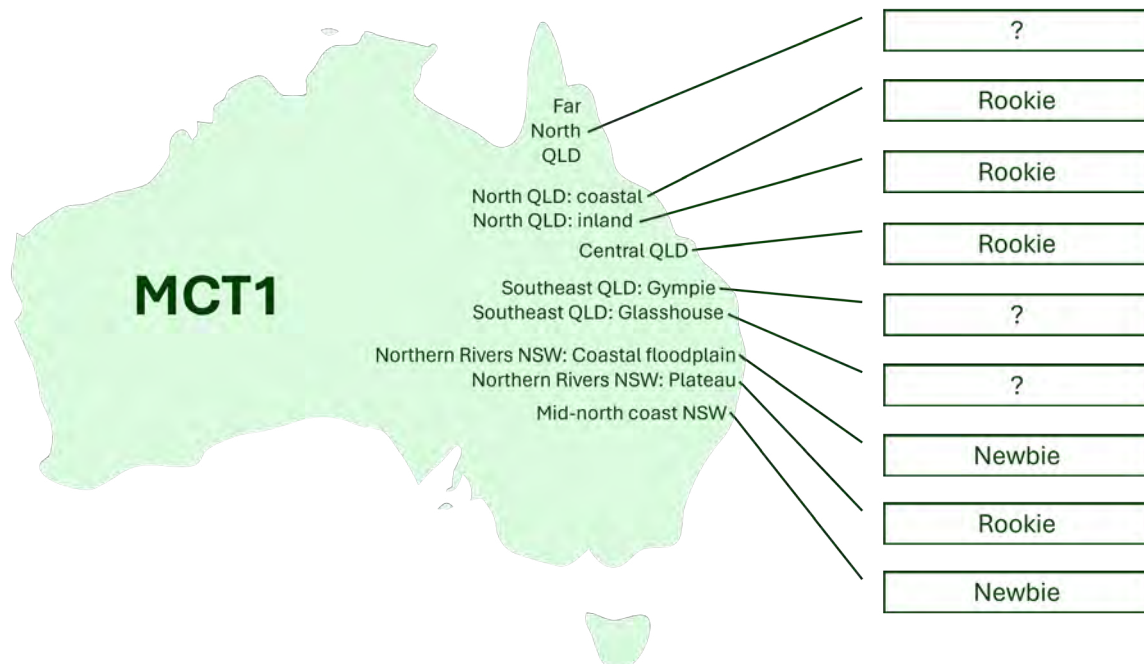 ?
Far
North
QLD
Rookie
Rookie
North QLD: coastal
North QLD: inland
Rookie
Central QLD
MCT1
Southeast QLD: Gympie
Southeast QLD: Glasshouse
?
Northern Rivers NSW: Coastal floodplain
Northern Rivers NSW: Plateau
?
Mid-north coast NSW
Newbie
Rookie
Newbie